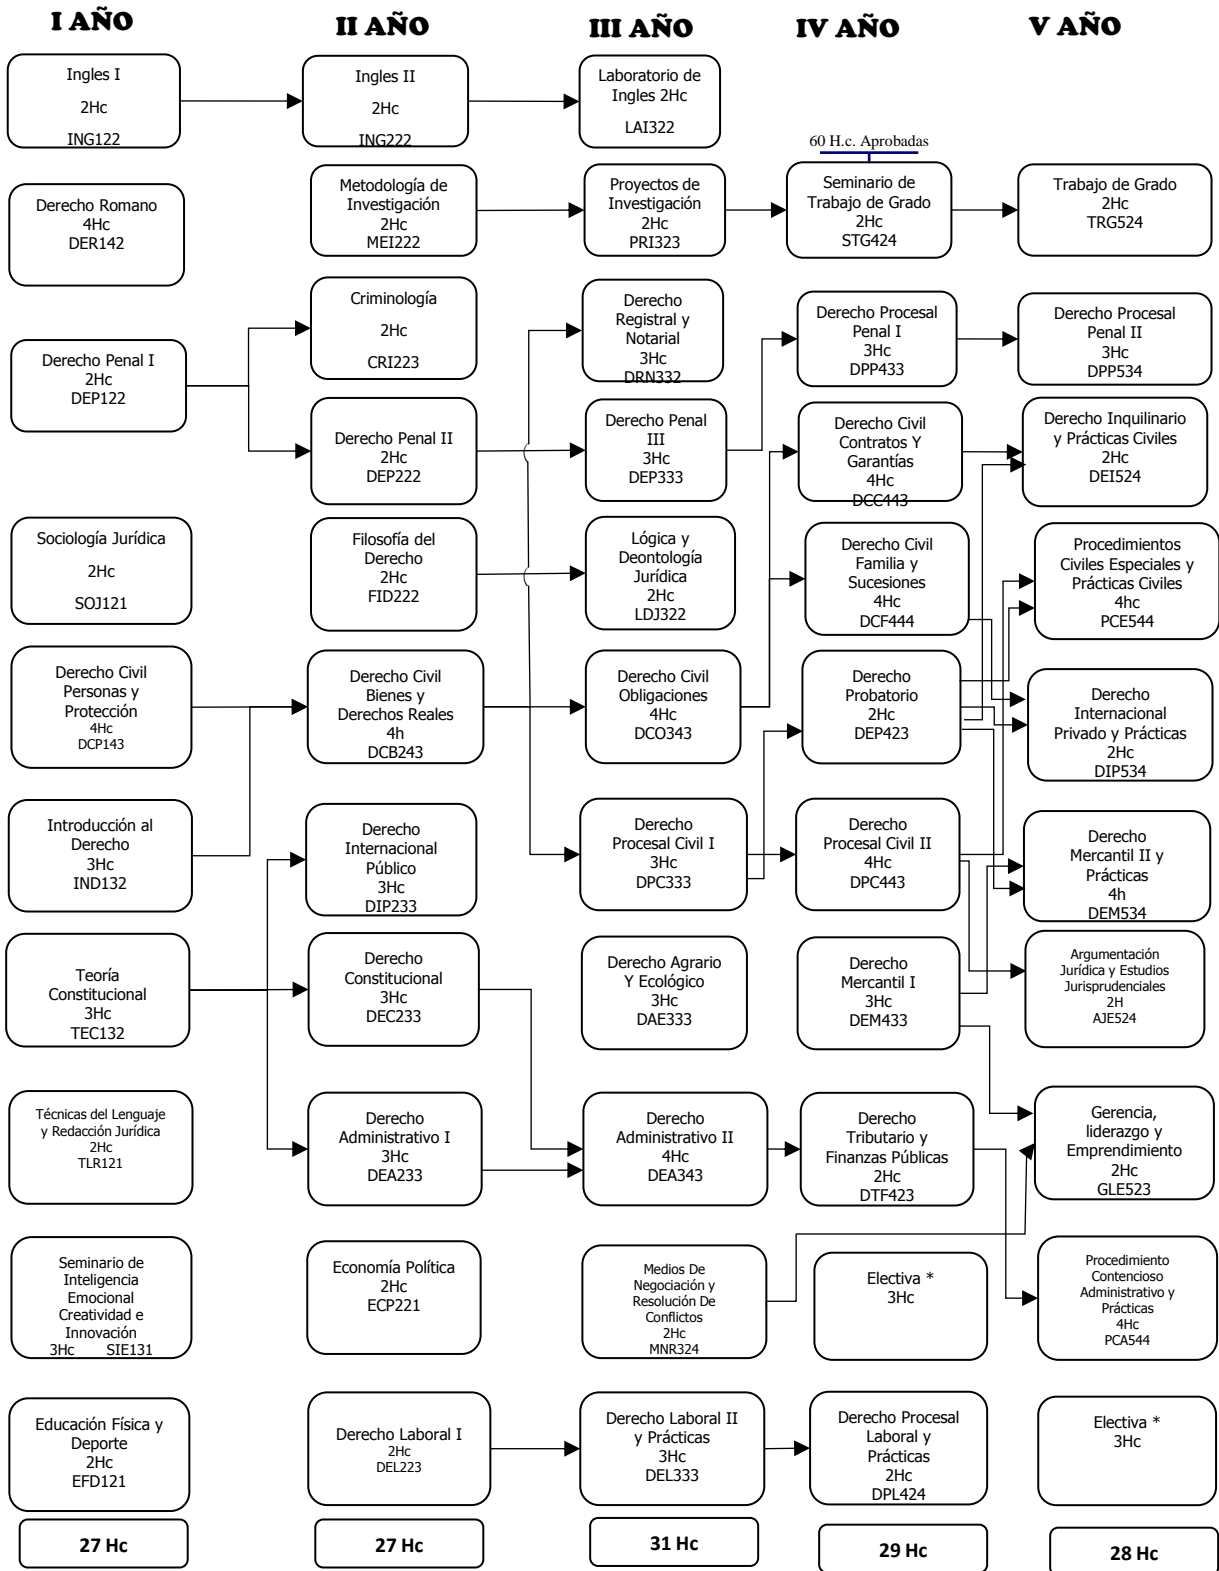 I AÑO
II AÑO
III AÑO
IV AÑO
V AÑO
Ingles I
2Hc
ING122
Ingles II
2Hc
ING222
Laboratorio de
Ingles 2Hc
LAI322
60 H.c. Aprobadas
Derecho Romano
4Hc
DER142
Metodología de
Investigación
2Hc
MEI222
Proyectos de
Investigación
2Hc
PRI323
Seminario de
Trabajo de Grado
2Hc
STG424
Trabajo de Grado
2Hc
TRG524
Derecho Penal I
2Hc
DEP122
Criminología
2Hc
CRI223
Derecho
Registral y
Notarial
3Hc
DRN332
Derecho Procesal
Penal I
3Hc
DPP433
Derecho Procesal
Penal II
3Hc
DPP534
Derecho Penal II
2Hc
DEP222
Derecho Penal
III
3Hc
DEP333
Derecho Civil
Contratos Y
Garantías
4Hc
DCC443
Derecho Inquilinario
y Prácticas Civiles
2Hc
DEI524
Sociología Jurídica
2Hc
SOJ121
Filosofía del
Derecho
2Hc
FID222
Lógica y
Deontología
Jurídica
2Hc
LDJ322
Derecho Civil
Familia y
Sucesiones
4Hc
DCF444
Procedimientos
Civiles Especiales y
Prácticas Civiles
4hc
PCE544
Derecho Civil
Personas y
Protección
4Hc
DCP143
Derecho Civil
Bienes y
Derechos Reales
4h
DCB243
Derecho Civil
Obligaciones
4Hc
DCO343
Derecho
Probatorio
2Hc
DEP423
Derecho
Internacional
Privado y Prácticas
2Hc
DIP534
Introducción al
Derecho
3Hc
IND132
Derecho
Internacional
Público
3Hc
DIP233
Derecho
Procesal Civil I
3Hc
DPC333
Derecho
Procesal Civil II
4Hc
DPC443
Derecho
Mercantil II y
Prácticas
4h
DEM534
Teoría
Constitucional
3Hc
TEC132
Derecho
Constitucional
3Hc
DEC233
Derecho Agrario
Y Ecológico
3Hc
DAE333
Derecho
Mercantil I
3Hc
DEM433
Argumentación
Jurídica y Estudios
Jurisprudenciales
2H
AJE524
Técnicas del Lenguaje
y Redacción Jurídica
2Hc
TLR121
Derecho
Administrativo I
3Hc
DEA233
Derecho
Administrativo II
4Hc
DEA343
Derecho
Tributario y
Finanzas Públicas
2Hc
DTF423
Gerencia,
liderazgo y
Emprendimiento
2Hc
GLE523
Seminario de
Inteligencia
Emocional
Creatividad e
Innovación
3Hc SIE131
Economía Política
2Hc
ECP221
Medios De
Negociación y
Resolución De
Conflictos
2Hc
MNR324
Electiva *
3Hc
Procedimiento
Contencioso
Administrativo y
Prácticas
4Hc
PCA544
Educación Física y
Deporte
2Hc
EFD121
Derecho Laboral I
2Hc
DEL223
Derecho Laboral II
y Prácticas
3Hc
DEL333
Derecho Procesal
Laboral y
Prácticas
2Hc
DPL424
Electiva *
3Hc
27 Hc
27 Hc
31 Hc
29 Hc
28 Hc